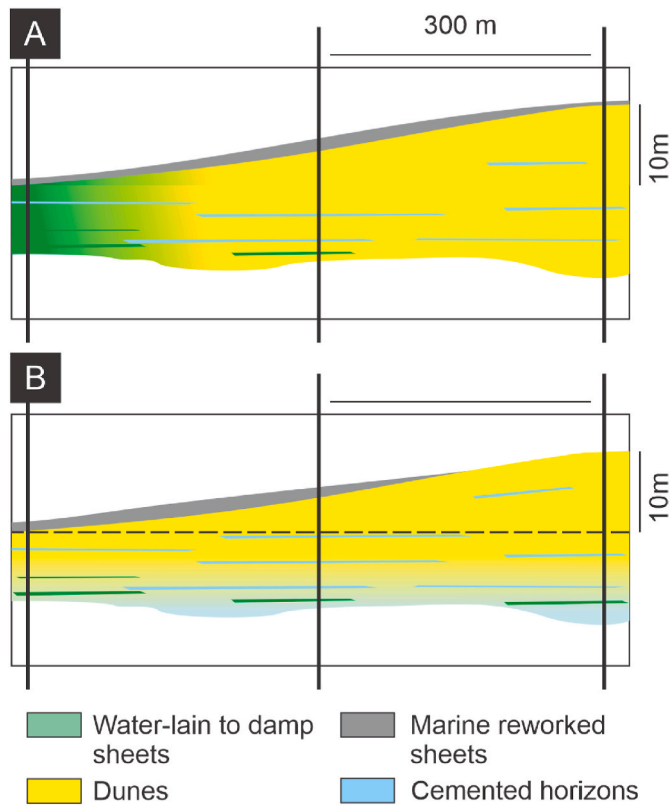 A
300 m
10m
B
10m
Water-lain to damp
sheets
Marine reworked
sheets
Dunes
Cemented horizons